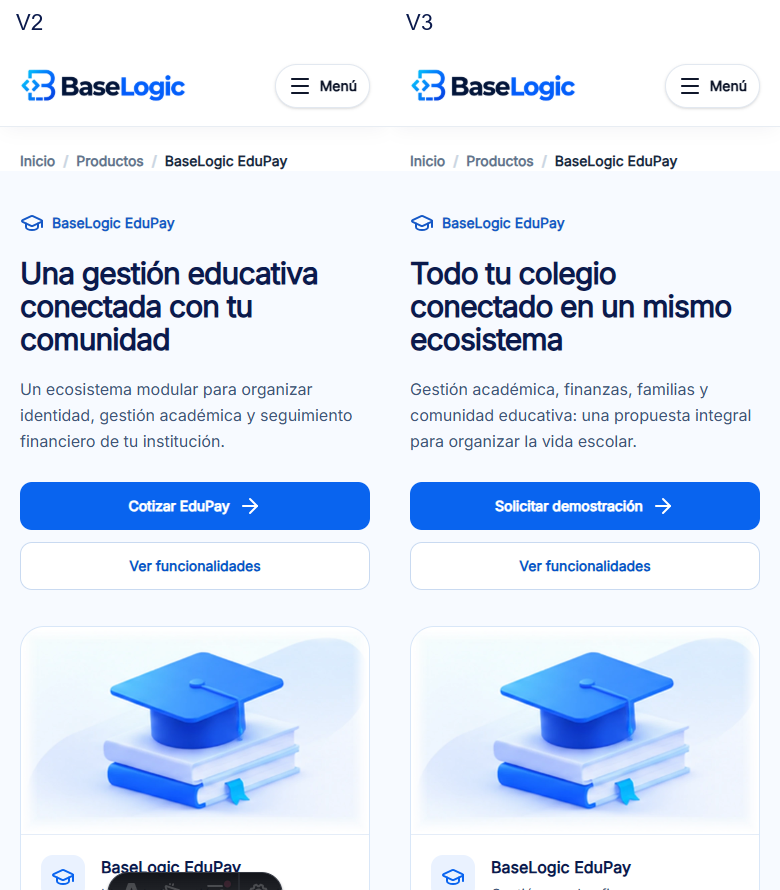 V2
BaseLogic
Menú
Inicio / Productos / BaseLogic EduPay
BaseLogic EduPay
Una gestión educativa
conectada con tu
comunidad
Un ecosistema modular para organizar
identidad, gestión académica y seguimiento
financiero de tu institución.
Cotizar EduPay
Ver funcionalidades
BaseLogic EduPay
V3
BaseLogic
Menú
Inicio / Productos / BaseLogic EduPay
BaseLogic EduPay
Todo tu colegio
conectado en un mismo
ecosistema
Gestión académica, finanzas, familias y
comunidad educativa: una propuesta integral
para organizar la vida escolar.
Solicitar demostración
Ver funcionalidades
BaseLogic EduPay